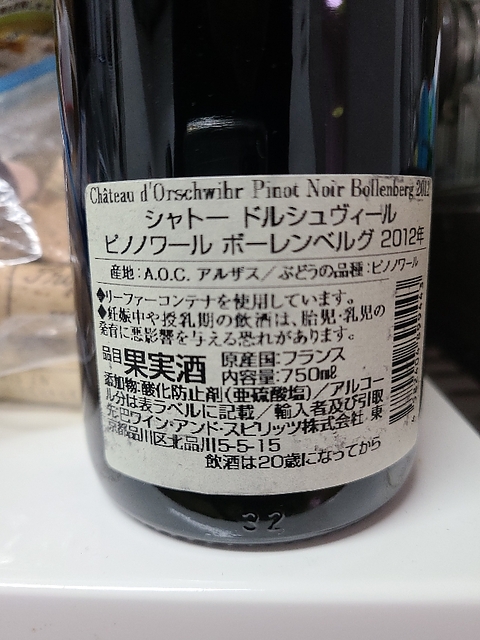 Château d'Orschwihr Pinot Noir Bollenberg 2012
シャトー ドルシュヴィール
ピノノワール ボーレンベルグ 2012年
産地:A.O.C. アルザス/ぶどうの品種:ピノノワール
◆リーファーコンテナを使用しています。
◆妊娠中や授乳期の飲酒は、胎児・乳児の
発育に悪影響を与える恐れがあります。
品目 果実酒 原産国:フランス
内容量:750mℓ
添加物:酸化防止剤(亜硫酸塩)/アルコー
ル分は表ラベルに記載/輸入者及び引取
先:ワイン・アンド・スピリッツ株式会社 東
京都品川区北品川5-5-15
飲酒は20歳になってから
32